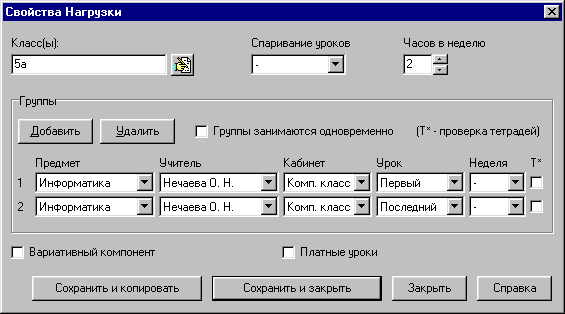 Свойства Нагрузки
Класс(ы): Спаривание уроков Часов в неделю
5а - 2
Группы
Добавить Удалить Группы занимаются одновременно (Т* - проверка тетрадей)
Предмет Учитель Кабинет Урок Неделя Т*
1 Информатика Нечаева О. Н. Комп. класс Первый -
2 Информатика Нечаева О. Н. Комп. класс Последний -
Вариативный компонент Платные уроки
Сохранить и копировать Сохранить и закрыть Закрыть Справка